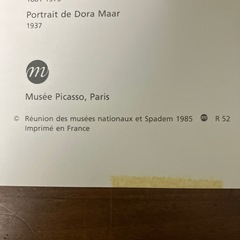 Portrait de Dora Maar
1937
m
Musée Picasso, Paris
© Réunion des musées nationaux et Spadem 1985 m R 52
Imprimé en France